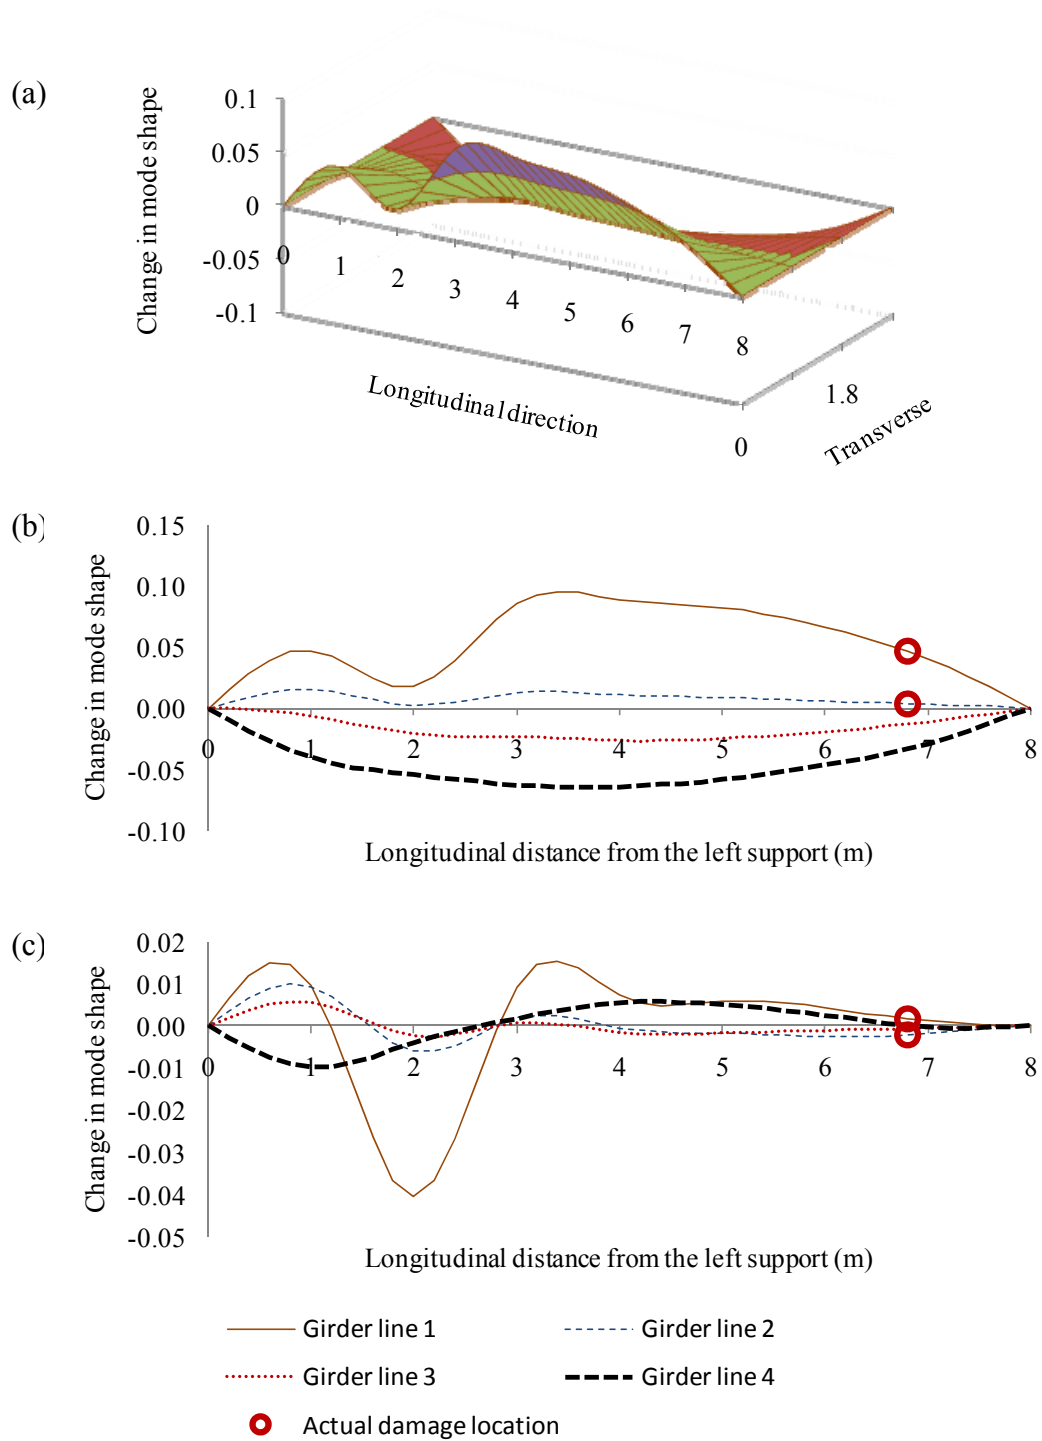 (a)
Change in mode shape
0.1
0.05
0
-0.05
-0.1
0
1
2
3
4
5
6
7
8
Longitudinal direction
0
1.8
Transverse
(b)
Change in mode shape
0.15
0.10
0.05
0.00
-0.05
-0.10
0 1 2 3 4 5 6 7 8
Longitudinal distance from the left support (m)
(c)
Change in mode shape
0.02
0.01
0.00
-0.01
-0.02
-0.03
-0.04
-0.05
0 1 2 3 4 5 6 7 8
Longitudinal distance from the left support (m)
Girder line 1 Girder line 2
Girder line 3 Girder line 4
Actual damage location